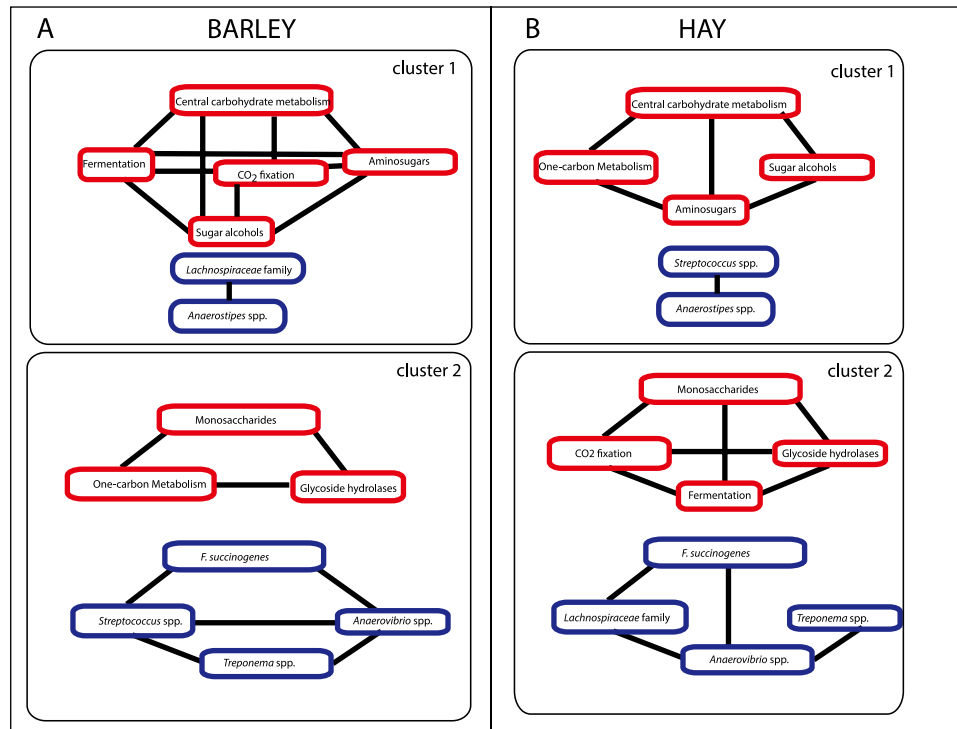 A
BARLEY
cluster 1
Central carbohydrate metabolism
Fermentation
CO2 fixation
Aminosugars
Sugar alcohols
Lachnospiraceae family
Anaerostipes spp.
cluster 2
Monosaccharides
One-carbon Metabolism
Glycoside hydrolases
F. succinogenes
Streptococcus spp.
Anaerovibrio spp.
Treponema spp.
B
HAY
cluster 1
Central carbohydrate metabolism
One-carbon Metabolism
Sugar alcohols
Aminosugars
Streptococcus spp.
Anaerostipes spp.
cluster 2
Monosaccharides
CO2 fixation
Glycoside hydrolases
Fermentation
F. succinogenes
Lachnospiraceae family
Treponema spp.
Anaerovibrio spp.